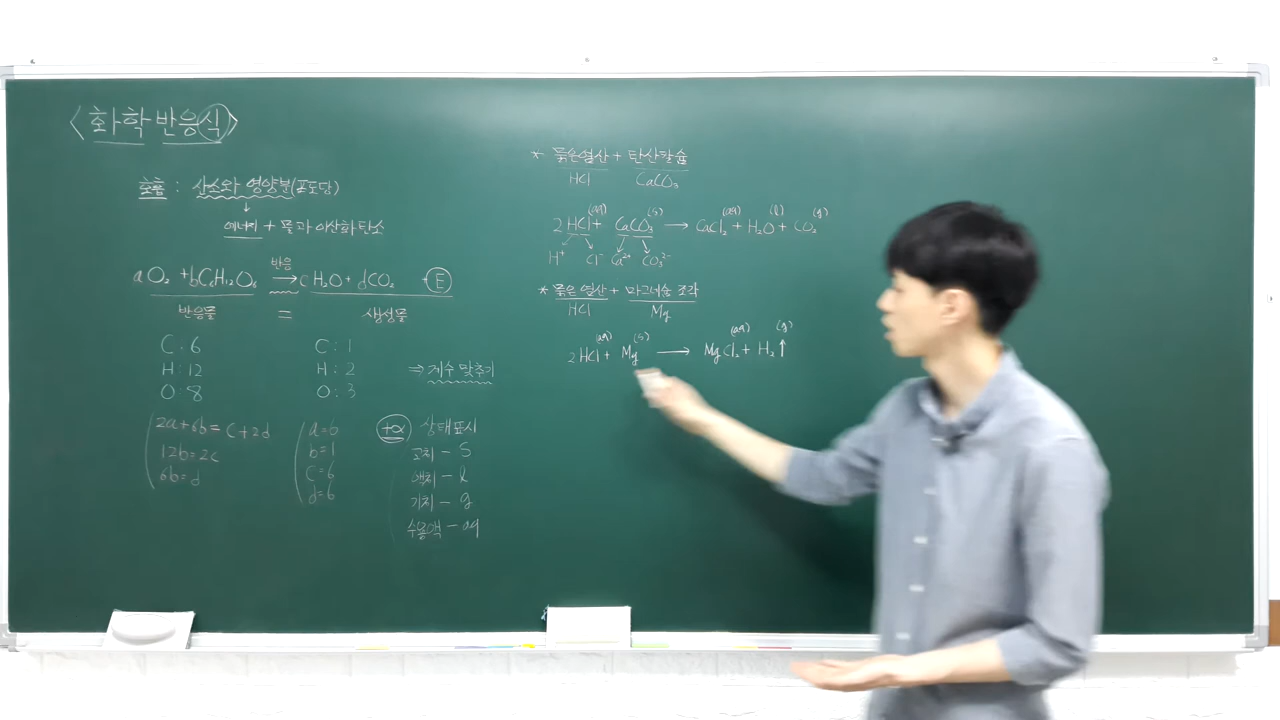 <화학반응식>
호흡 : 산소와 영양분(포도당)
↓
에너지 + 물과 이산화탄소
aO₂ + bC₆H₁₂O₆ 반응 → cH₂O + dCO₂ + E
반응물 = 생성물
C : 6 C : 1
H : 12 H : 2
O : 8 O : 3
⇒ 계수 맞추기
2a+6b = c+2d
12b = 2c
6b = d
a = 6
b = 1
c = 6
d = 6
+α 상태표시
고체 - s
액체 - l
기체 - g
수용액 - aq
* 묽은염산 + 탄산칼슘
HCl CaCO₃
2HCl(aq) + CaCO₃(s) → CaCl₂(aq) + H₂O(l) + CO₂(g)
H⁺ Cl⁻ Ca²⁺ CO₃²⁻
* 묽은 염산 + 마그네슘 조각
HCl Mg
2HCl(aq) + Mg(s) → MgCl₂(aq) + H₂(g)↑